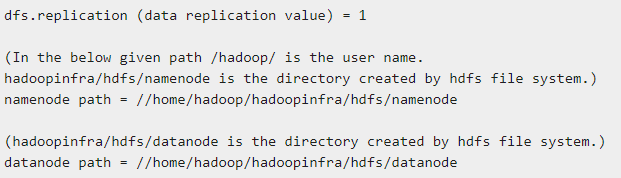 dfs.replication (data replication value) = 1
(In the below given path /hadoop/ is the user name.
hadoopinfra/hdfs/namenode is the directory created by hdfs file system.)
namenode path = //home/hadoop/hadoopinfra/hdfs/namenode
(hadoopinfra/hdfs/datanode is the directory created by hdfs file system.)
datanode path = //home/hadoop/hadoopinfra/hdfs/datanode